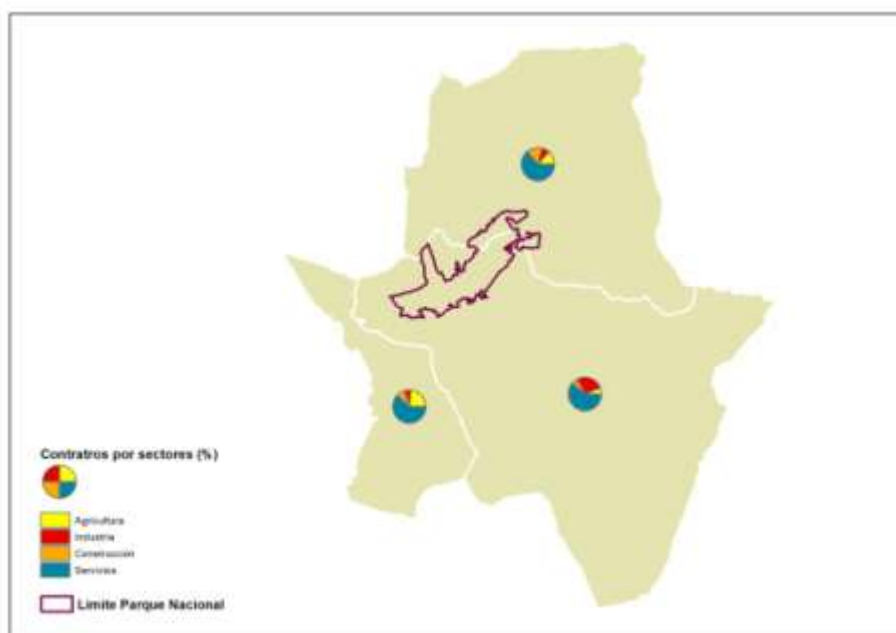 Contratros por sectores (%)
Agricultura
Industria
Construcción
Servicios
Limite Parque Nacional